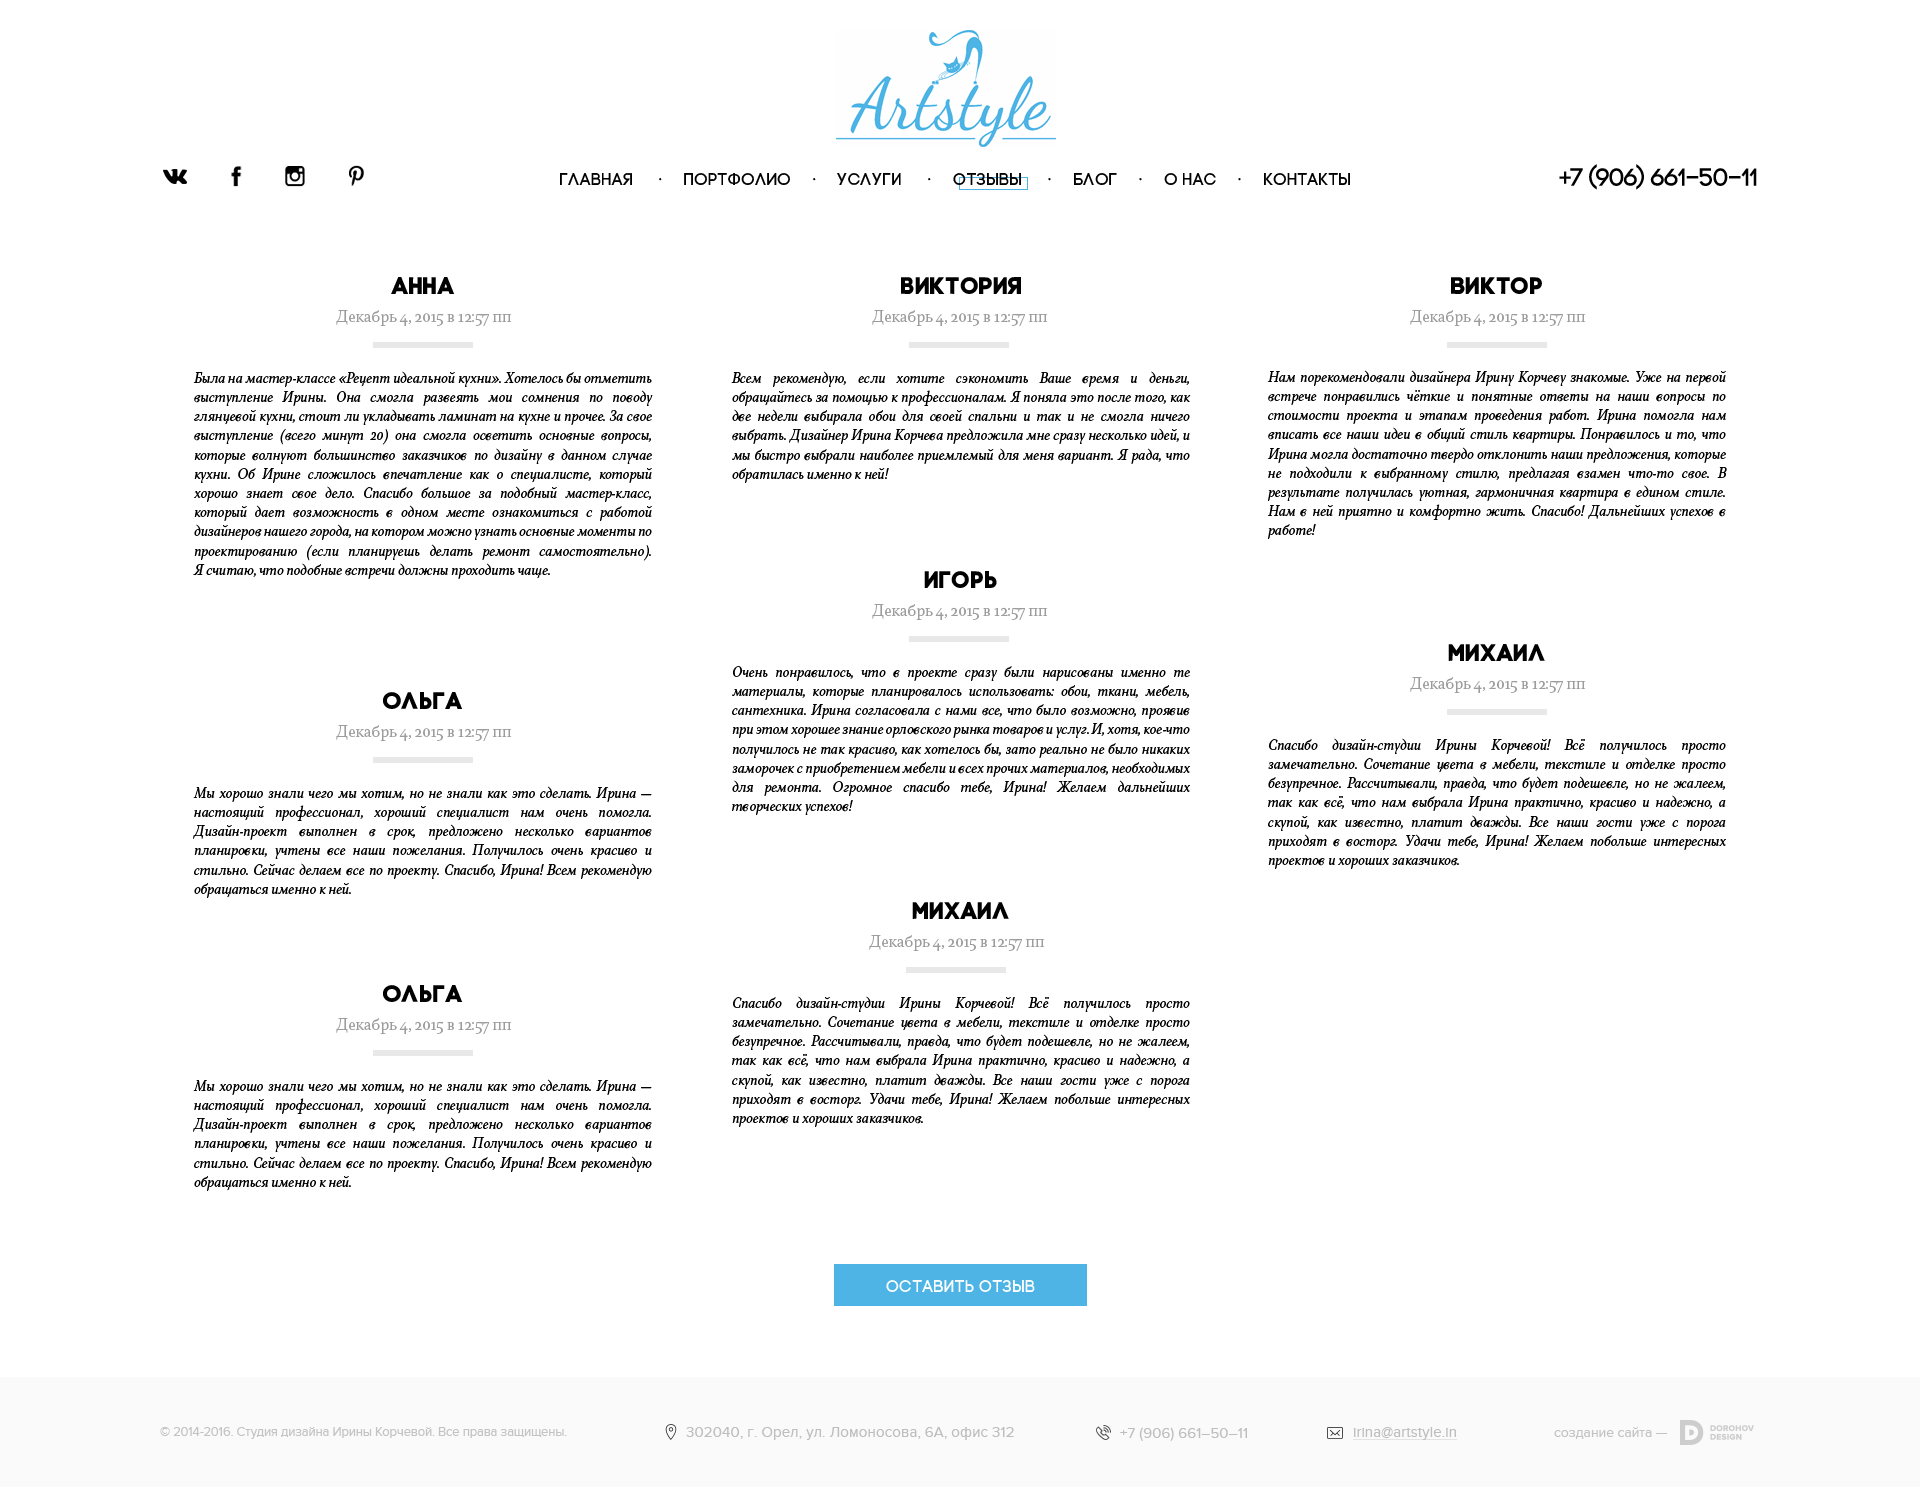 Artstyle
ГЛАВНАЯ · ПОРТФОЛИО · УСЛУГИ · ОТЗЫВЫ · БЛОГ · О НАС · КОНТАКТЫ
+7 (906) 661-50-11
АННА
Декабрь 4, 2015 в 12:57 пп
Была на мастер-классе «Рецепт идеальной кухни». Хотелось бы отметить
выступление Ирины. Она смогла развеять мои сомнения по поводу
глянцевой кухни, стоит ли укладывать ламинат на кухне и прочее. За свое
выступление (всего минут 20) она смогла осветить основные вопросы,
которые волнуют большинство заказчиков по дизайну в данном случае
кухни. Об Ирине сложилось впечатление как о специалисте, который
хорошо знает свое дело. Спасибо большое за подобный мастер-класс,
который дает возможность в одном месте ознакомиться с работой
дизайнеров нашего города, на котором можно узнать основные моменты по
проектированию (если планируешь делать ремонт самостоятельно).
Я считаю, что подобные встречи должны проходить чаще.
ОЛЬГА
Декабрь 4, 2015 в 12:57 пп
Мы хорошо знали чего мы хотим, но не знали как это сделать. Ирина —
настоящий профессионал, хороший специалист нам очень помогла.
Дизайн-проект выполнен в срок, предложено несколько вариантов
планировки, учтены все наши пожелания. Получилось очень красиво и
стильно. Сейчас делаем все по проекту. Спасибо, Ирина! Всем рекомендую
обращаться именно к ней.
ОЛЬГА
Декабрь 4, 2015 в 12:57 пп
Мы хорошо знали чего мы хотим, но не знали как это сделать. Ирина —
настоящий профессионал, хороший специалист нам очень помогла.
Дизайн-проект выполнен в срок, предложено несколько вариантов
планировки, учтены все наши пожелания. Получилось очень красиво и
стильно. Сейчас делаем все по проекту. Спасибо, Ирина! Всем рекомендую
обращаться именно к ней.
ВИКТОРИЯ
Декабрь 4, 2015 в 12:57 пп
Всем рекомендую, если хотите сэкономить Ваше время и деньги,
обращайтесь за помощью к профессионалам. Я поняла это после того, как
две недели выбирала обои для своей спальни и так и не смогла ничего
выбрать. Дизайнер Ирина Корчева предложила мне сразу несколько идей, и
мы быстро выбрали наиболее приемлемый для меня вариант. Я рада, что
обратилась именно к ней!
ИГОРЬ
Декабрь 4, 2015 в 12:57 пп
Очень понравилось, что в проекте сразу были нарисованы именно те
материалы, которые планировалось использовать: обои, ткани, мебель,
сантехника. Ирина согласовала с нами все, что было возможно, проявив
при этом хорошее знание орловского рынка товаров и услуг. И, хотя, кое-что
получилось не так красиво, как хотелось бы, зато реально не было никаких
заморочек с приобретением мебели и всех прочих материалов, необходимых
для ремонта. Огромное спасибо тебе, Ирина! Желаем дальнейших
творческих успехов!
МИХАИЛ
Декабрь 4, 2015 в 12:57 пп
Спасибо дизайн-студии Ирины Корчевой! Всё получилось просто
замечательно. Сочетание цвета в мебели, текстиле и отделке просто
безупречное. Рассчитывали, правда, что будет подешевле, но не жалеем,
так как всё, что нам выбрала Ирина практично, красиво и надежно, а
скупой, как известно, платит дважды. Все наши гости уже с порога
приходят в восторг. Удачи тебе, Ирина! Желаем побольше интересных
проектов и хороших заказчиков.
ВИКТОР
Декабрь 4, 2015 в 12:57 пп
Нам порекомендовали дизайнера Ирину Корчеву знакомые. Уже на первой
встрече понравились чёткие и понятные ответы на наши вопросы по
стоимости проекта и этапам проведения работ. Ирина помогла нам
вписать все наши идеи в общий стиль квартиры. Понравилось и то, что
Ирина могла достаточно твердо отклонить наши предложения, которые
не подходили к выбранному стилю, предлагая взамен что-то свое. В
результате получилась уютная, гармоничная квартира в едином стиле.
Нам в ней приятно и комфортно жить. Спасибо! Дальнейших успехов в
работе!
МИХАИЛ
Декабрь 4, 2015 в 12:57 пп
Спасибо дизайн-студии Ирины Корчевой! Всё получилось просто
замечательно. Сочетание цвета в мебели, текстиле и отделке просто
безупречное. Рассчитывали, правда, что будет подешевле, но не жалеем,
так как всё, что нам выбрала Ирина практично, красиво и надежно, а
скупой, как известно, платит дважды. Все наши гости уже с порога
приходят в восторг. Удачи тебе, Ирина! Желаем побольше интересных
проектов и хороших заказчиков.
ОСТАВИТЬ ОТЗЫВ
© 2014-2016. Студия дизайна Ирины Корчевой. Все права защищены.
302040, г. Орел, ул. Ломоносова, 6А, офис 312
+7 (906) 661–50–11
irina@artstyle.in
создание сайта —
DOROHOV
DESIGN